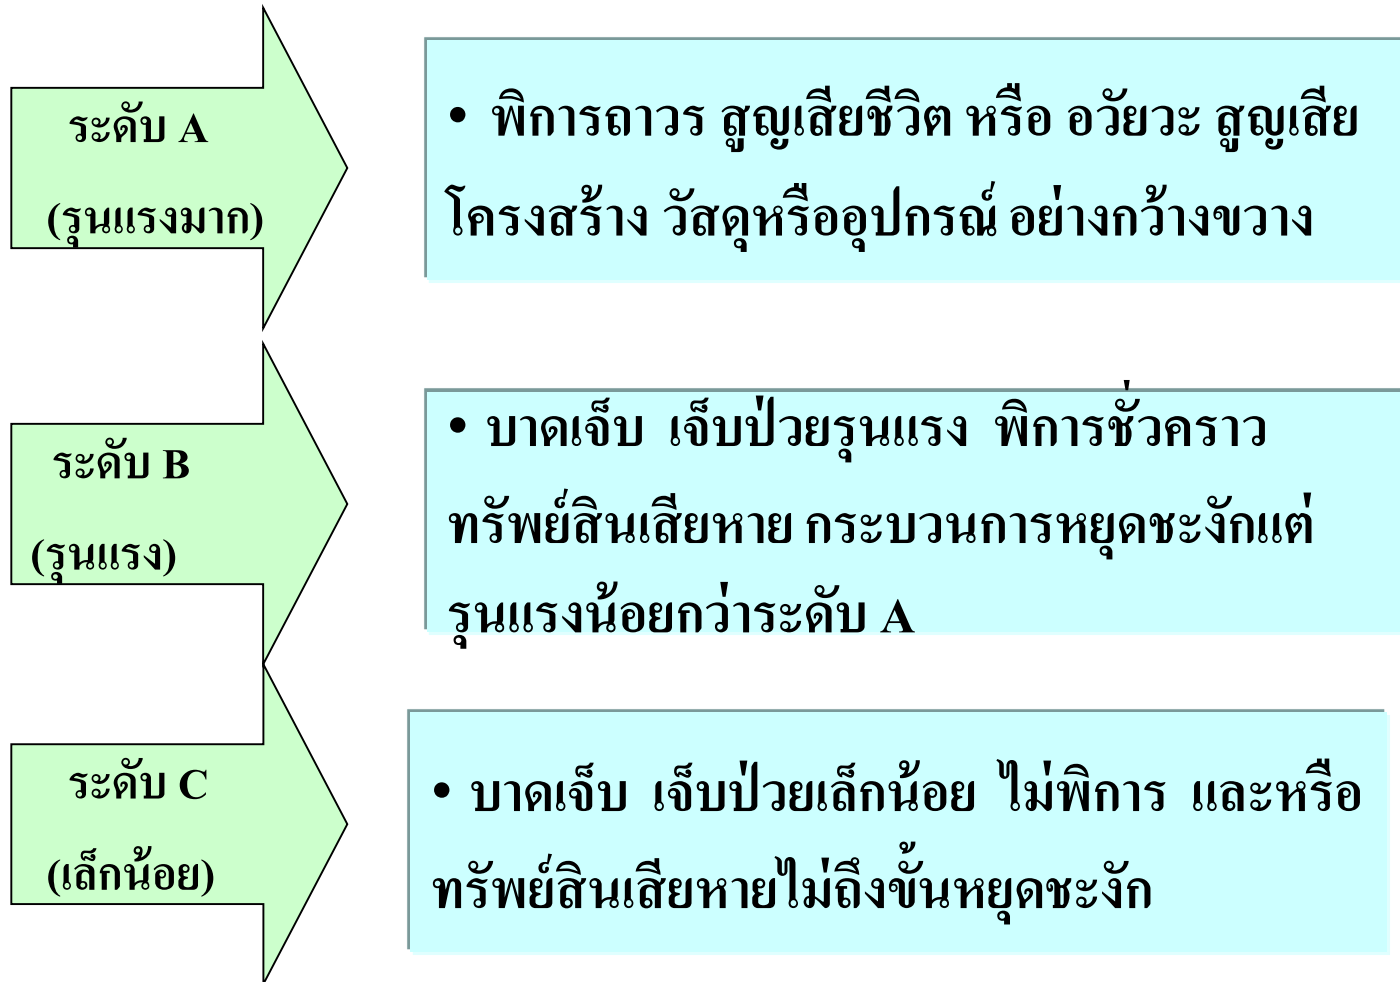 ระดับ A
(รุนแรงมาก)
• พิการถาวร สูญเสียชีวิต หรือ อวัยวะ สูญเสีย
โครงสร้าง วัสดุหรืออุปกรณ์ อย่างกว้างขวาง
ระดับ B
(รุนแรง)
• บาดเจ็บ เจ็บป่วยรุนแรง พิการชั่วคราว
ทรัพย์สินเสียหาย กระบวนการหยุดชะงักแต่
รุนแรงน้อยกว่าระดับ A
ระดับ C
(เล็กน้อย)
• บาดเจ็บ เจ็บป่วยเล็กน้อย ไม่พิการ และหรือ
ทรัพย์สินเสียหายไม่ถึงขั้นหยุดชะงัก